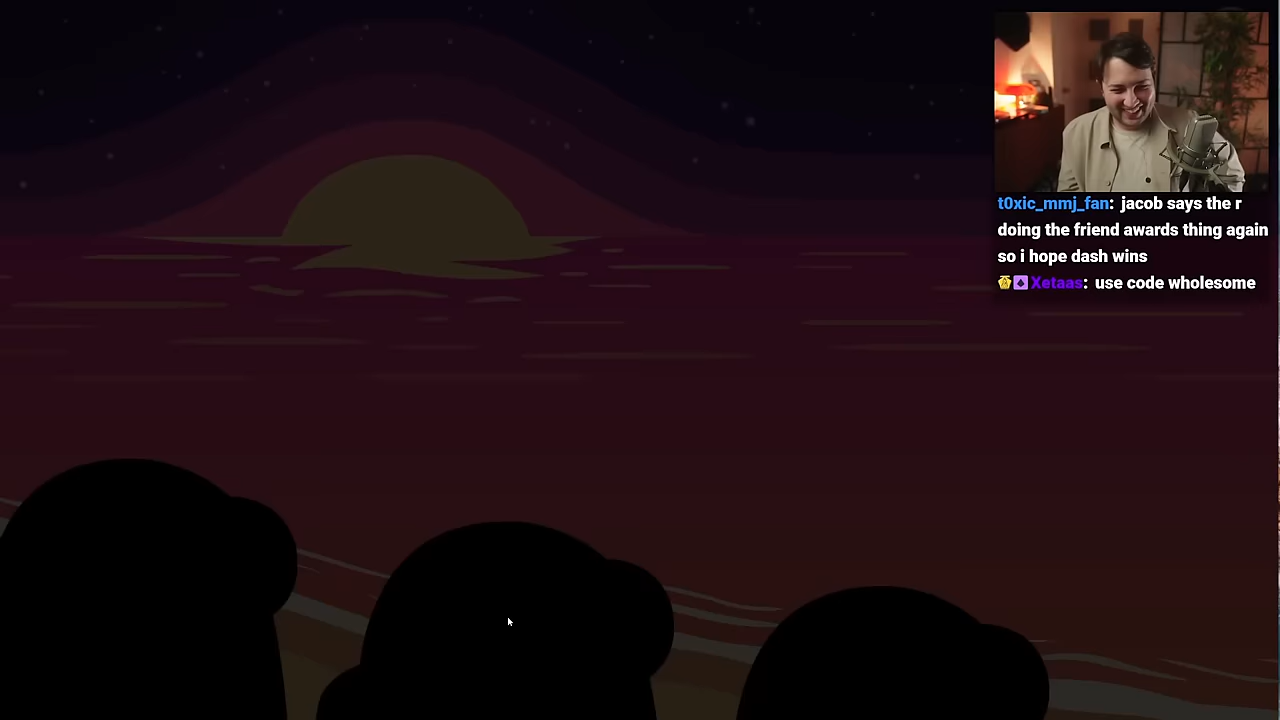 t0xic_mmj_fan: jacob says the r
doing the friend awards thing again
so i hope dash wins
Xetaas: use code wholesome